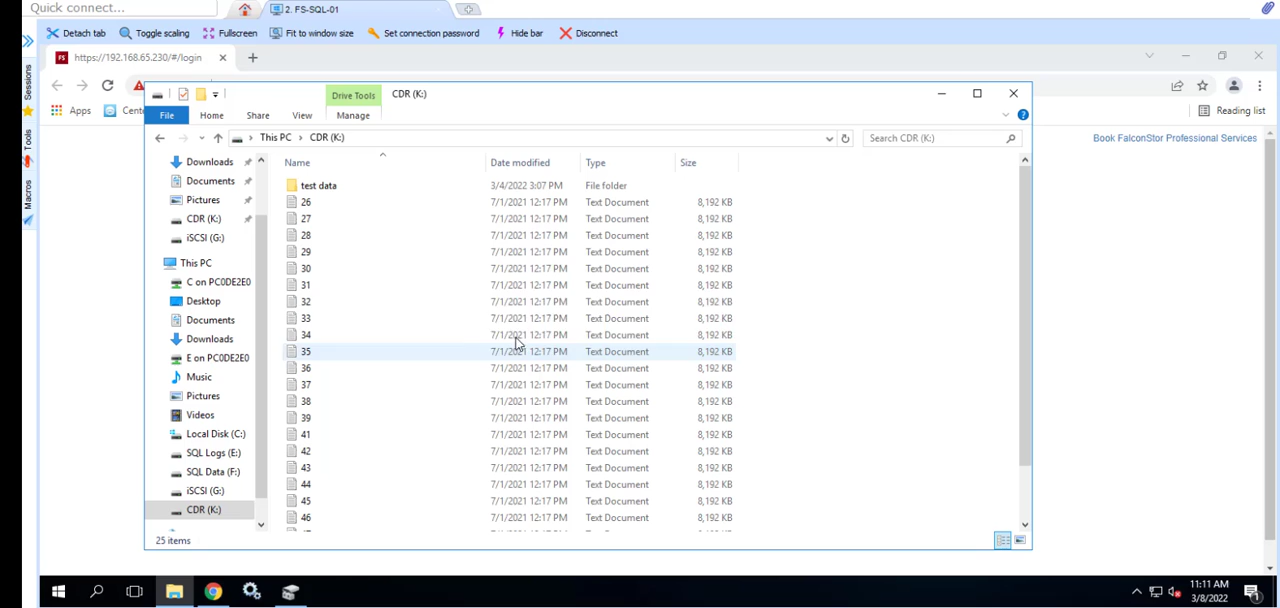 Quick connect...
2. FS-SQL-01
Detach tab Toggle scaling Fullscreen Fit to window size Set connection password Hide bar Disconnect
FS https://192.168.65.230/#/login
Drive Tools CDR (K:)
Apps Cent
Reading list
File Home Share View Manage
This PC CDR (K:) Search CDR (K:)
Book FalconStor Professional Services
Sessions
Tools
Macros
Downloads
Documents
Pictures
CDR (K:)
iSCSI (G:)
This PC
C on PC0DE2E0
Desktop
Documents
Downloads
E on PC0DE2E0
Music
Pictures
Videos
Local Disk (C:)
SQL Logs (E:)
SQL Data (F:)
iSCSI (G:)
CDR (K:)
Name Date modified Type Size
test data 3/4/2022 3:07 PM File folder
26 7/1/2021 12:17 PM Text Document 8,192 KB
27 7/1/2021 12:17 PM Text Document 8,192 KB
28 7/1/2021 12:17 PM Text Document 8,192 KB
29 7/1/2021 12:17 PM Text Document 8,192 KB
30 7/1/2021 12:17 PM Text Document 8,192 KB
31 7/1/2021 12:17 PM Text Document 8,192 KB
32 7/1/2021 12:17 PM Text Document 8,192 KB
33 7/1/2021 12:17 PM Text Document 8,192 KB
34 7/1/2021 12:17 PM Text Document 8,192 KB
35 7/1/2021 12:17 PM Text Document 8,192 KB
36 7/1/2021 12:17 PM Text Document 8,192 KB
37 7/1/2021 12:17 PM Text Document 8,192 KB
38 7/1/2021 12:17 PM Text Document 8,192 KB
39 7/1/2021 12:17 PM Text Document 8,192 KB
41 7/1/2021 12:17 PM Text Document 8,192 KB
42 7/1/2021 12:17 PM Text Document 8,192 KB
43 7/1/2021 12:17 PM Text Document 8,192 KB
44 7/1/2021 12:17 PM Text Document 8,192 KB
45 7/1/2021 12:17 PM Text Document 8,192 KB
46 7/1/2021 12:17 PM Text Document 8,192 KB
25 items
11:11 AM
3/8/2022
1